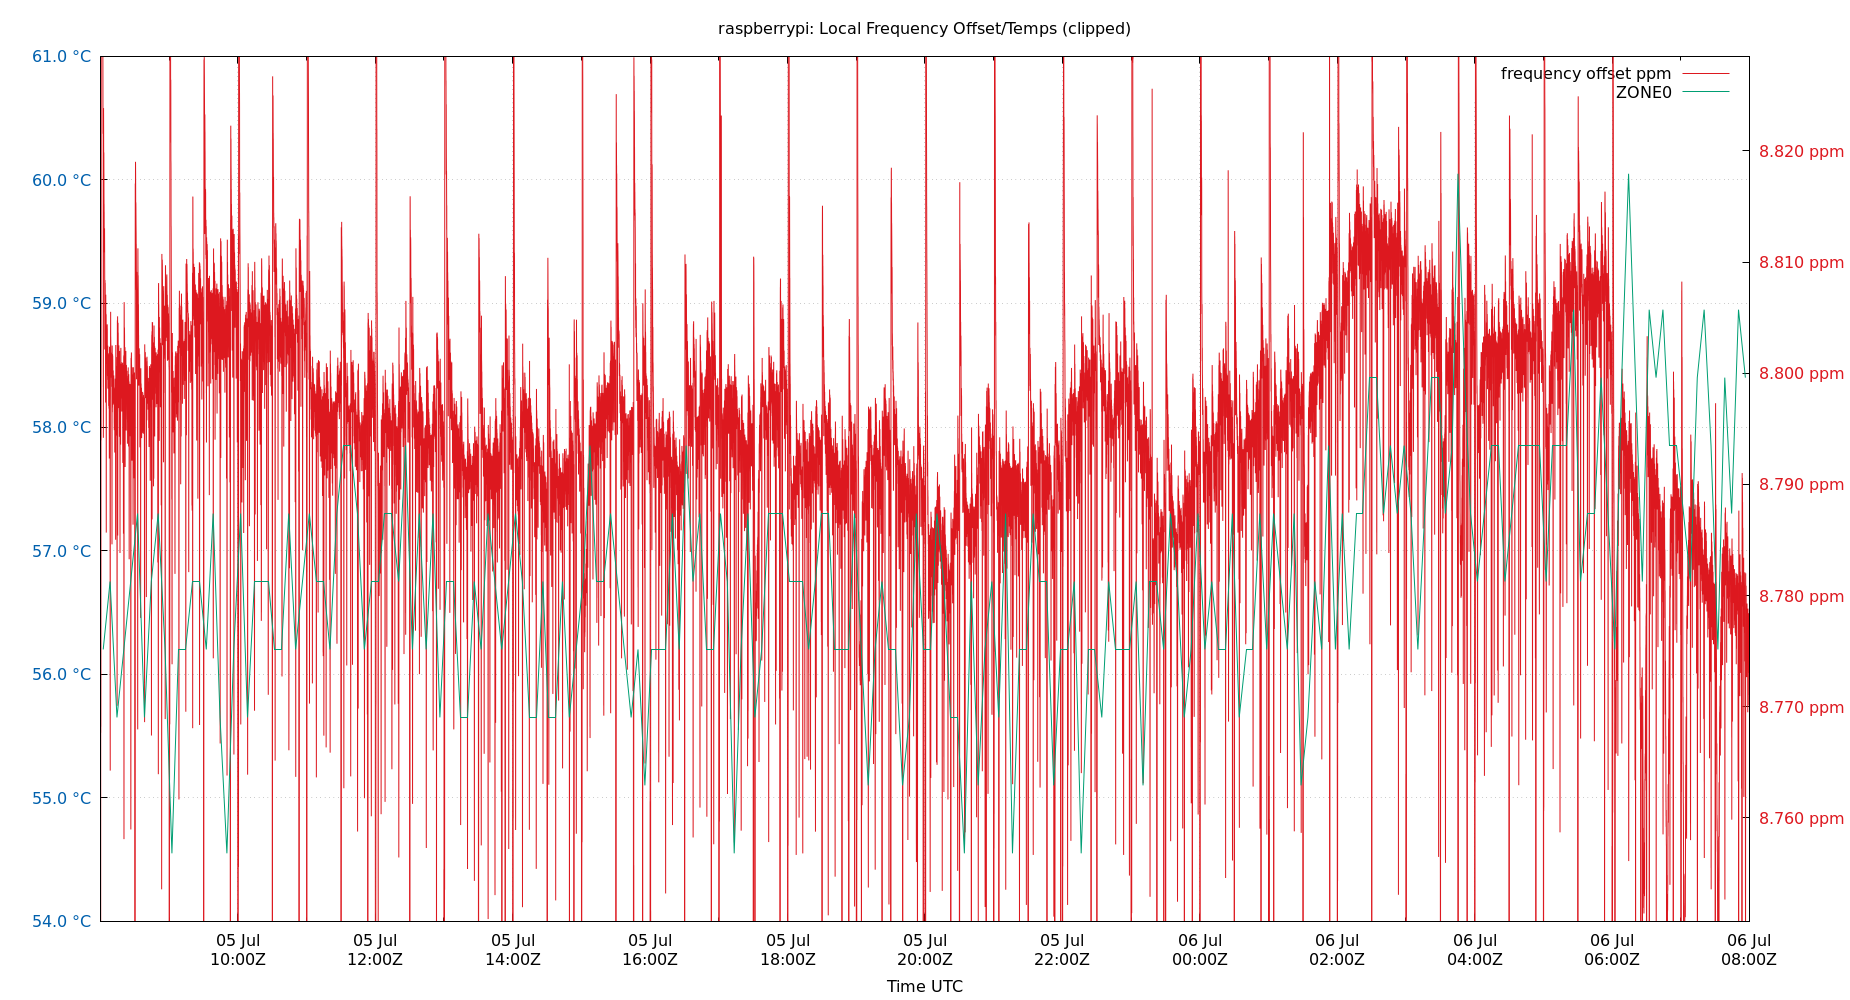 raspberrypi: Local Frequency Offset/Temps (clipped)
frequency offset ppm
ZONE0
61.0 °C
60.0 °C
59.0 °C
58.0 °C
57.0 °C
56.0 °C
55.0 °C
54.0 °C
8.820 ppm
8.810 ppm
8.800 ppm
8.790 ppm
8.780 ppm
8.770 ppm
8.760 ppm
05 Jul
10:00Z
05 Jul
12:00Z
05 Jul
14:00Z
05 Jul
16:00Z
05 Jul
18:00Z
05 Jul
20:00Z
05 Jul
22:00Z
06 Jul
00:00Z
06 Jul
02:00Z
06 Jul
04:00Z
06 Jul
06:00Z
06 Jul
08:00Z
Time UTC